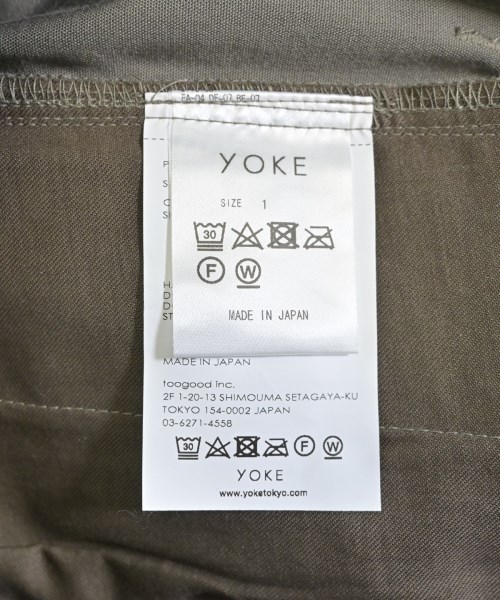 YOKE
SIZE 1
30
F W
MADE IN JAPAN
MADE IN JAPAN
toogood inc.
2F 1-20-13 SHIMOUMA SETAGAYA-KU
TOKYO 154-0002 JAPAN
03-6271-4558
30 F W
YOKE
www.yoketokyo.com